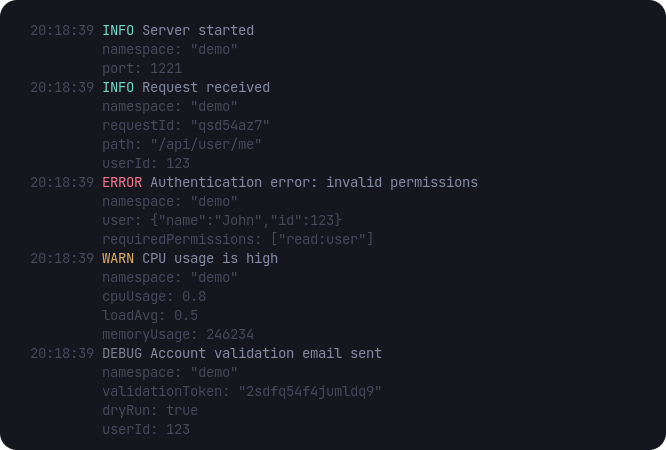 20:18:39 INFO Server started
namespace: "demo"
port: 1221
20:18:39 INFO Request received
namespace: "demo"
requestId: "qsd54az7"
path: "/api/user/me"
userId: 123
20:18:39 ERROR Authentication error: invalid permissions
namespace: "demo"
user: {"name":"John","id":123}
requiredPermissions: ["read:user"]
20:18:39 WARN CPU usage is high
namespace: "demo"
cpuUsage: 0.8
loadAvg: 0.5
memoryUsage: 246234
20:18:39 DEBUG Account validation email sent
namespace: "demo"
validationToken: "2sdfq54f4jumldq9"
dryRun: true
userId: 123